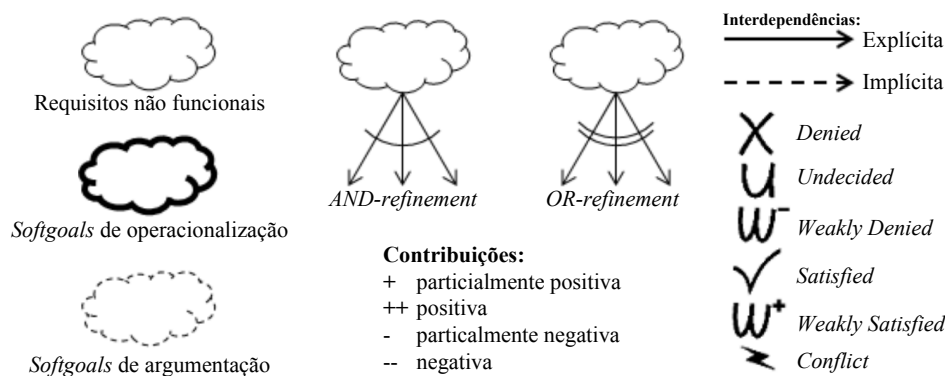 Requisitos não funcionais
Softgoals de operacionalização
Softgoals de argumentação
AND-refinement
OR-refinement
Contribuições:
+ particialmente positiva
++ positiva
- particalmente negativa
-- negativa
Interdependências:
Explícita
Implícita
Denied
Undecided
Weakly Denied
Satisfied
Weakly Satisfied
Conflict